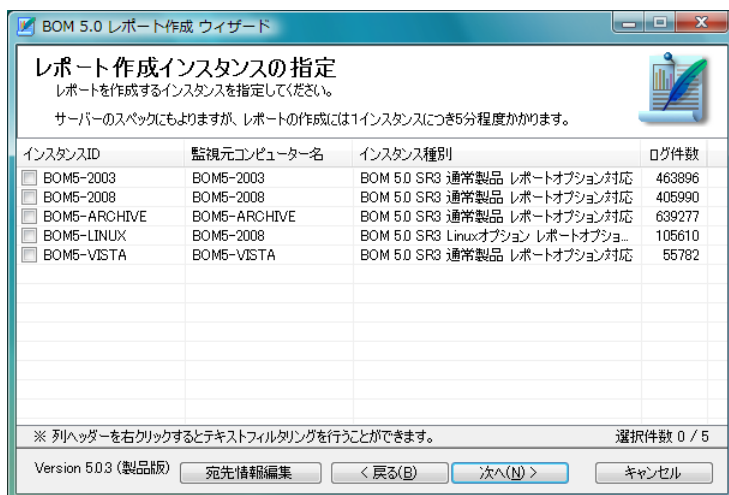 BOM 5.0 レポート作成 ウィザード
レポート作成インスタンスの指定
レポートを作成するインスタンスを指定してください。
サーバーのスペックにもよりますが、レポートの作成には1インスタンスにつき5分程度かかります。
インスタンスID 監視元コンピューター名 インスタンス種別 ログ件数
BOM5-2003 BOM5-2003 BOM 5.0 SR3 通常製品 レポートオプション対応 463896
BOM5-2008 BOM5-2008 BOM 5.0 SR3 通常製品 レポートオプション対応 405990
BOM5-ARCHIVE BOM5-ARCHIVE BOM 5.0 SR3 通常製品 レポートオプション対応 639277
BOM5-LINUX BOM5-2008 BOM 5.0 SR3 Linuxオプション レポートオプショ... 105610
BOM5-VISTA BOM5-VISTA BOM 5.0 SR3 通常製品 レポートオプション対応 55782
※ 列ヘッダーを右クリックするとテキストフィルタリングを行うことができます。 選択件数 0 / 5
Version 5.0.3 (製品版) 宛先情報編集 < 戻る(B) 次へ(N) > キャンセル